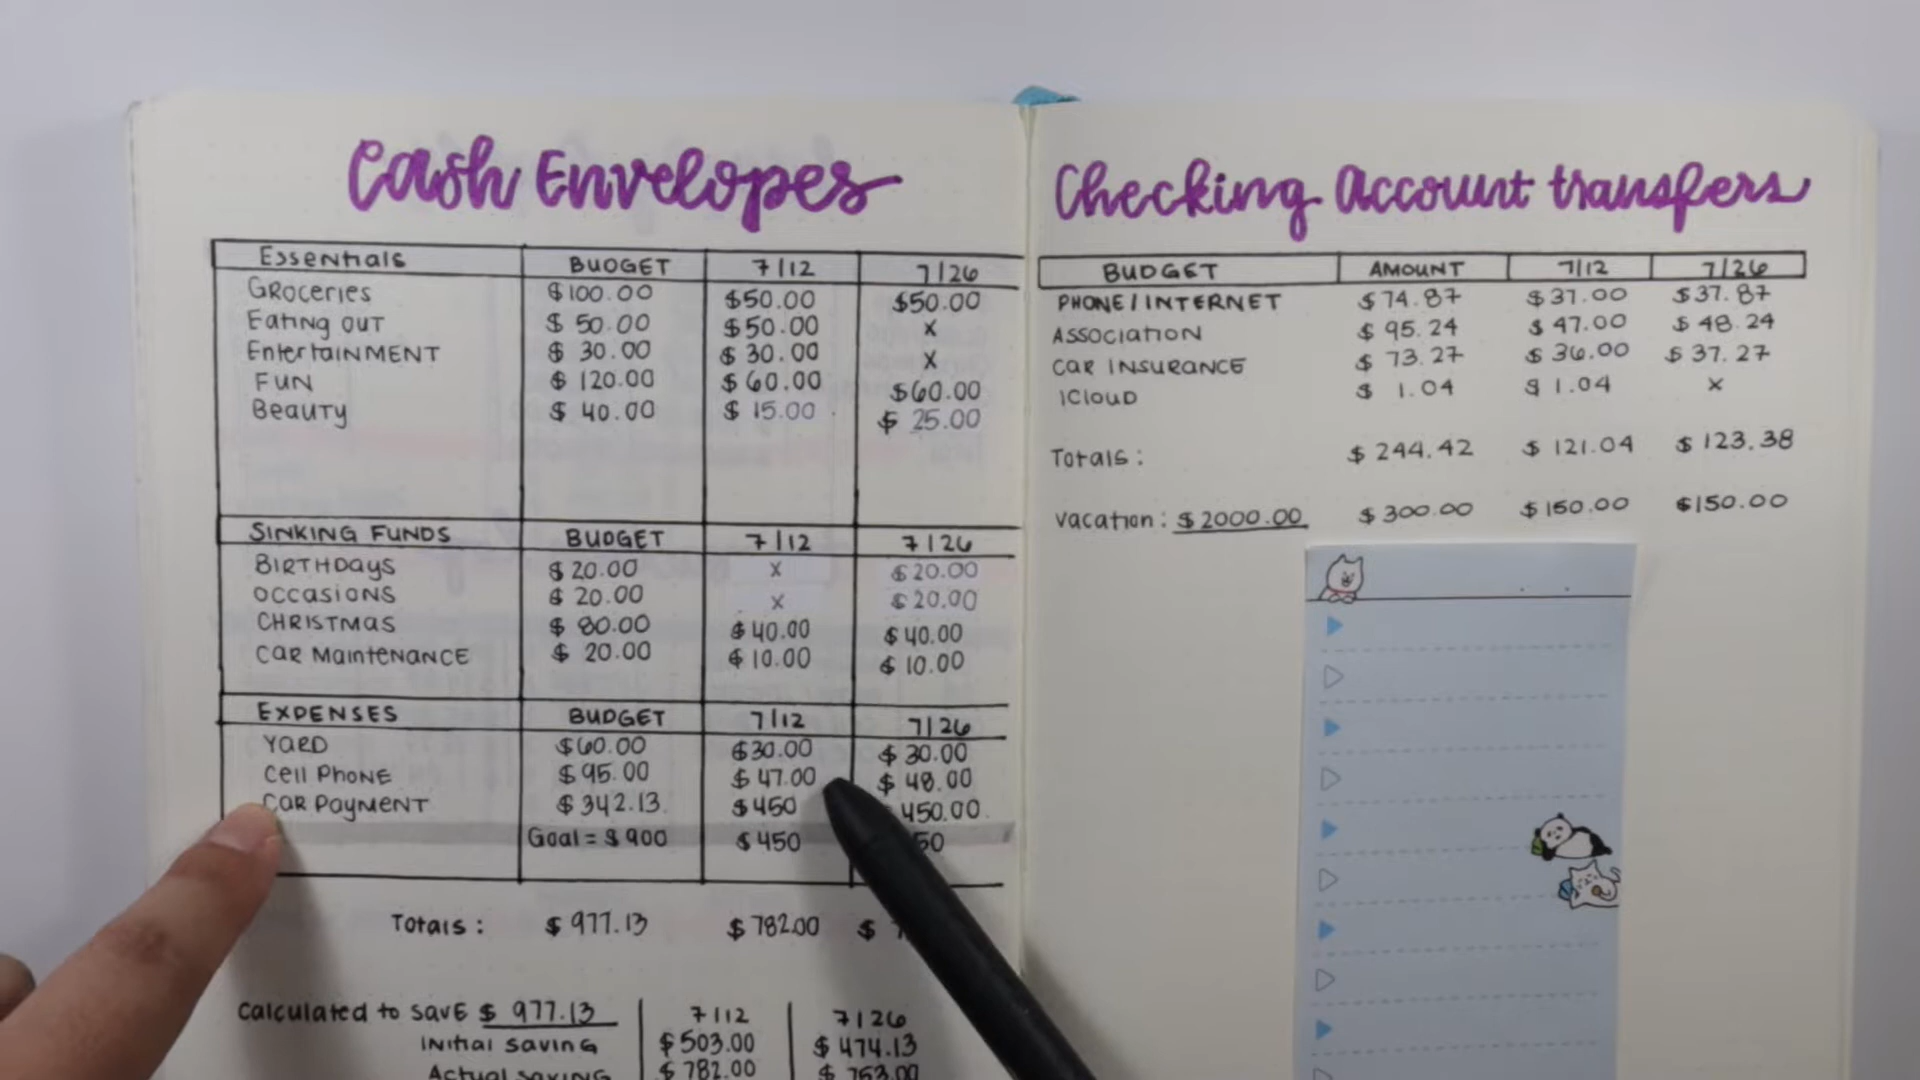 Cash Envelopes
Essentials BUDGET 7/12 7/26
GROCERIES $100.00 $50.00 $50.00
Eating out $50.00 $50.00 x
EntertaiNMENT $30.00 $30.00 x
FUN $120.00 $60.00 $60.00
Beauty $40.00 $15.00 $25.00
SINKING FUNDS BUDGET 7/12 7/26
BIRTHDays $20.00 x $20.00
OCCASIONS $20.00 x $20.00
CHRISTMAS $80.00 $40.00 $40.00
CAR MaintENANCE $20.00 $10.00 $10.00
EXPENSES BUDGET 7/12 7/26
YARD $60.00 $30.00 $30.00
Cell PHONE $95.00 $47.00 $48.00
CAR PayMENT $342.13 $450 450.00
Goal = $900 $450 50
Totals: $977.13 $782.00 $
Calculated to SAVE $977.13 7/12 7/26
INitial saving $503.00 $474.13
Actual saving $782.00 $753.00
Checking Account transfers
BUDGET AMOUNT 7/12 7/26
PHONE/INTERNET $74.87 $37.00 $37.87
ASSOCIATION $95.24 $47.00 $48.24
CAR INSURANCE $73.27 $36.00 $37.27
ICloud $1.04 $1.04 x
Totals: $244.42 $121.04 $123.38
Vacation: $2000.00 $300.00 $150.00 $150.00